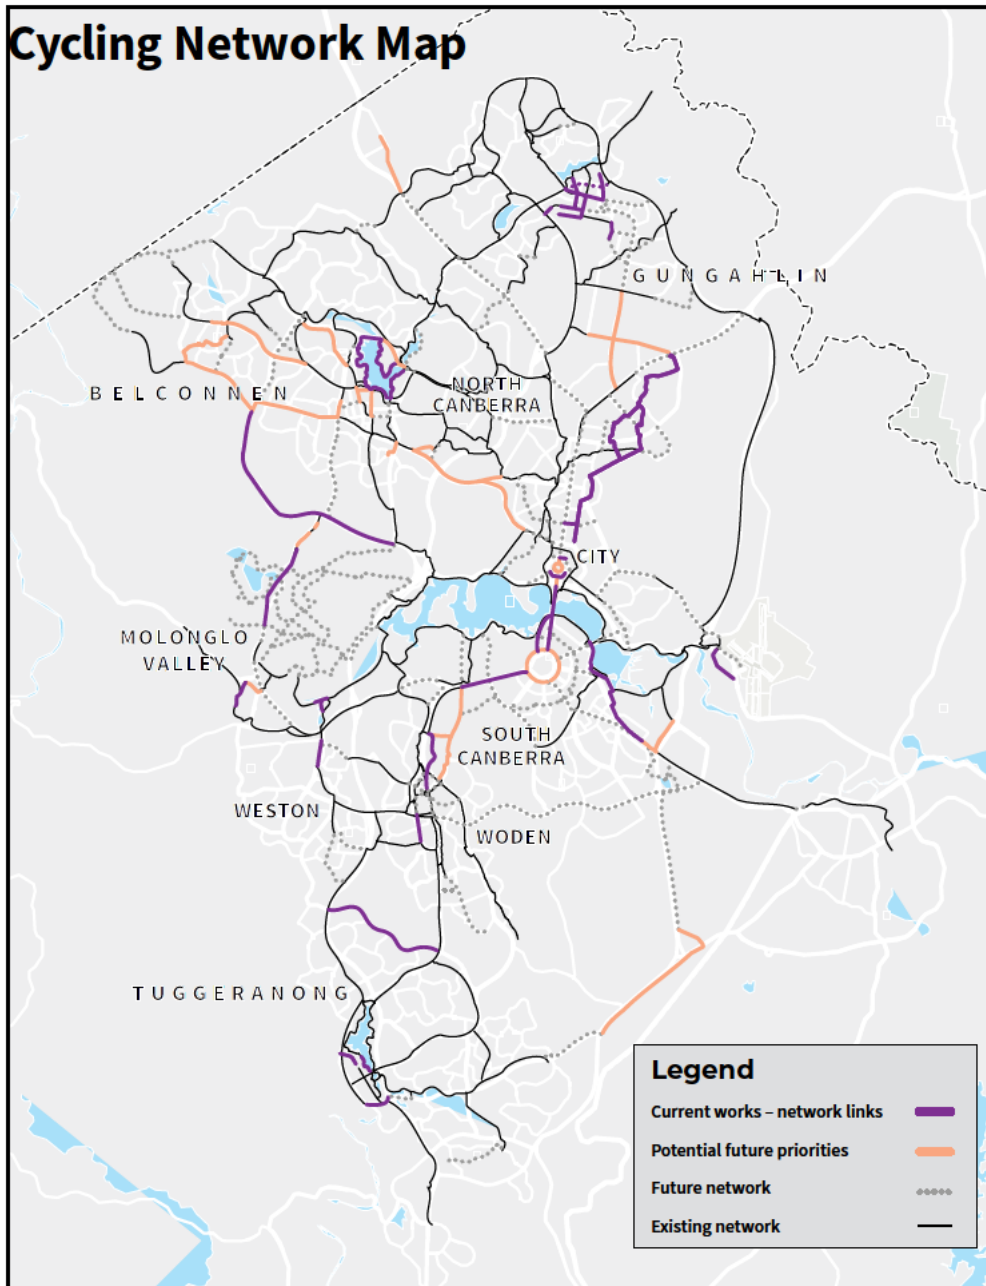 Cycling Network Map
GUNGAHLIN
BELCONNEN
NORTH
CANBERRA
CITY
MOLONGLO
VALLEY
SOUTH
CANBERRA
WESTON
WODEN
TUGGERANONG
Legend
Current works – network links
Potential future priorities
Future network
Existing network